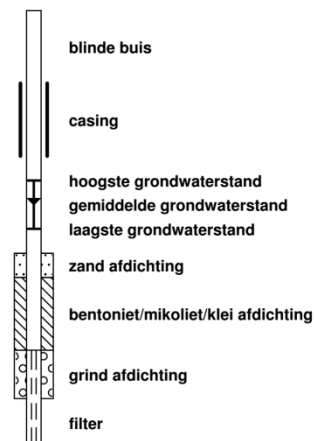 blinde buis
casing
hoogste grondwaterstand
gemiddelde grondwaterstand
laagste grondwaterstand
zand afdichting
bentoniet/mikoliet/klei afdichting
grind afdichting
filter